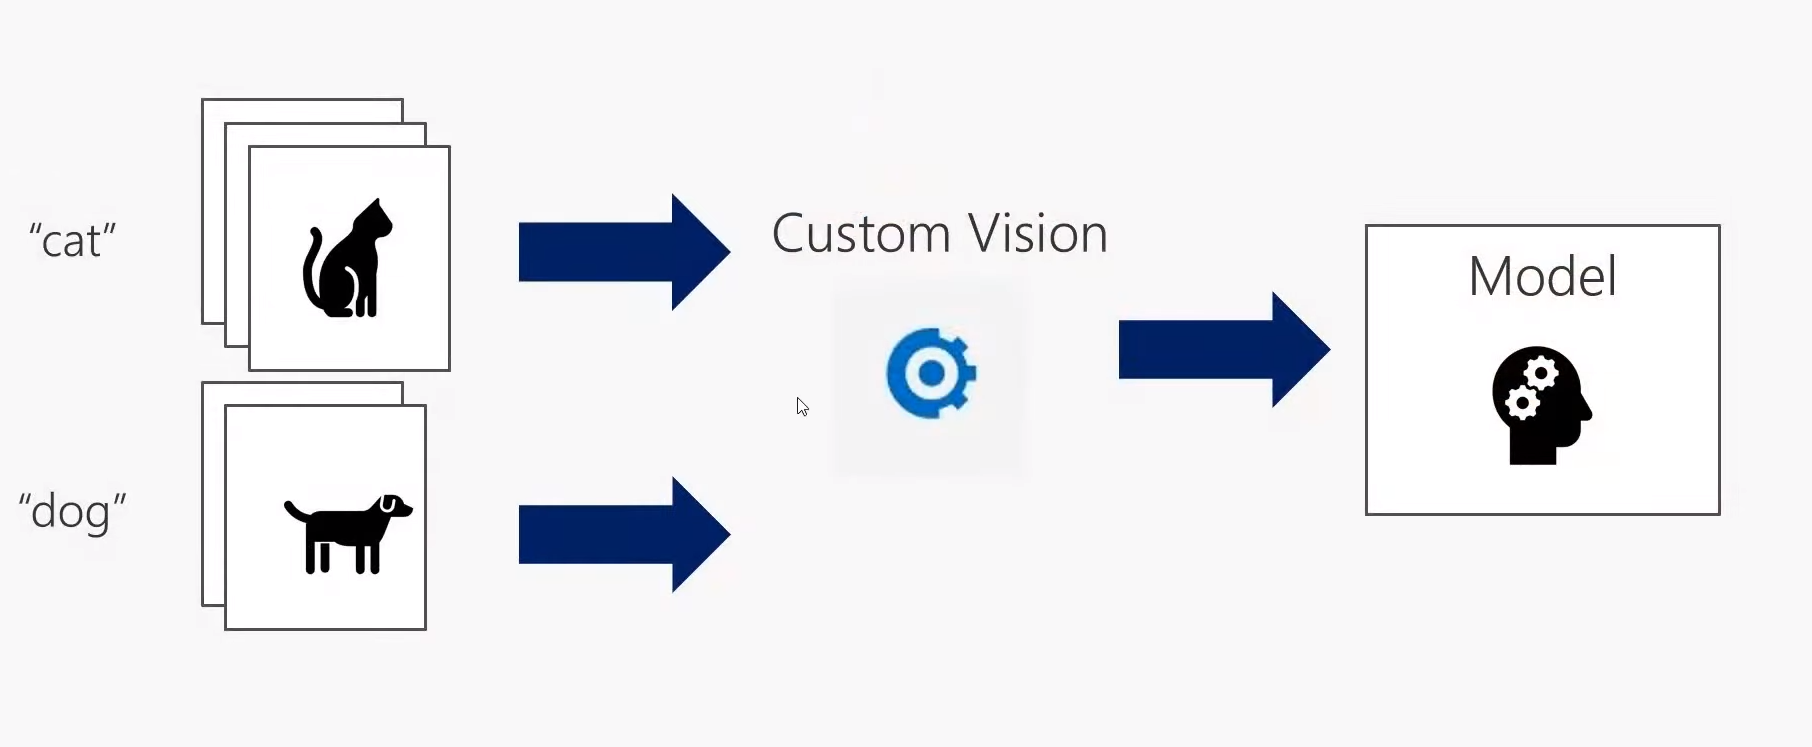 “cat”
Custom Vision
Model
“dog”